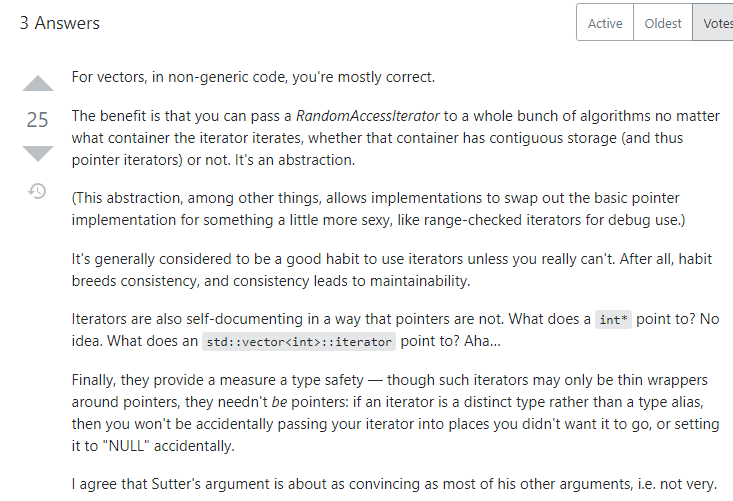 3 Answers
Active Oldest Votes
For vectors, in non-generic code, you're mostly correct.
25
The benefit is that you can pass a RandomAccessIterator to a whole bunch of algorithms no matter
what container the iterator iterates, whether that container has contiguous storage (and thus
pointer iterators) or not. It's an abstraction.
(This abstraction, among other things, allows implementations to swap out the basic pointer
implementation for something a little more sexy, like range-checked iterators for debug use.)
It's generally considered to be a good habit to use iterators unless you really can't. After all, habit
breeds consistency, and consistency leads to maintainability.
Iterators are also self-documenting in a way that pointers are not. What does a int* point to? No
idea. What does an std::vector<int>::iterator point to? Aha...
Finally, they provide a measure a type safety — though such iterators may only be thin wrappers
around pointers, they needn't be pointers: if an iterator is a distinct type rather than a type alias,
then you won't be accidentally passing your iterator into places you didn't want it to go, or setting
it to "NULL" accidentally.
I agree that Sutter's argument is about as convincing as most of his other arguments, i.e. not very.